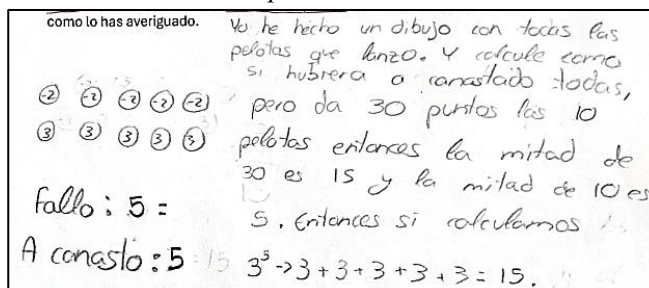 como lo has averiguado.
Yo he hecho un dibujo con todas las
pelotas que lanzo. Y calcule como
si hubiera a canastado todas,
pero da 30 puntos las 10
pelotas entonces la mitad de
30 es 15 y la mitad de 10 es
5. Entonces si calculamos
3⁵->3+3+3+3+3=15.
-2 -2 -2 -2 -2
3 3 3 3 3
Fallo: 5 =
A canasto: 5